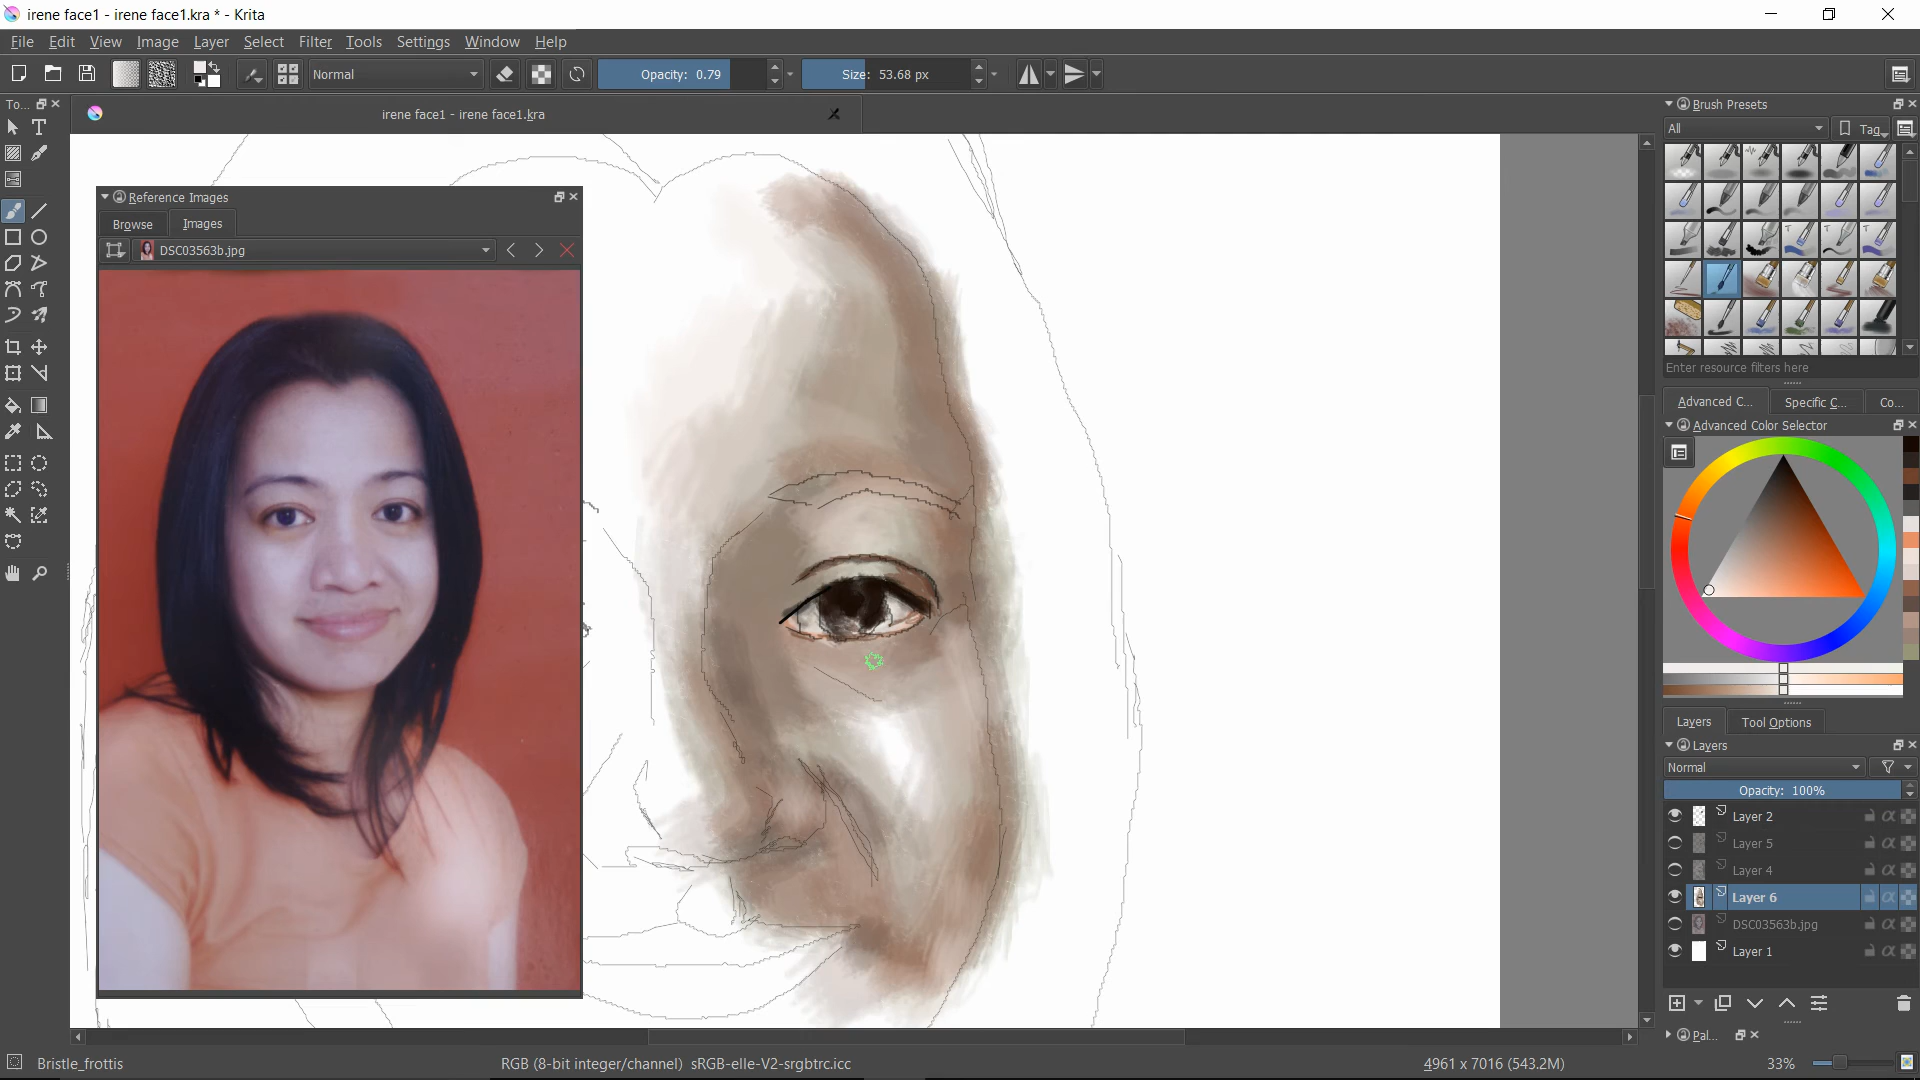 irene face1 - irene face1.kra * - Krita
File Edit View Image Layer Select Filter Tools Settings Window Help
Normal Opacity: 0.79 Size: 53.68 px
To...
irene face1 - irene face1.kra
Reference Images
Browse Images
DSC03563b.jpg
Brush Presets
All Tag
Enter resource filters here
Advanced C... Specific C... Co...
Advanced Color Selector
Layers Tool Options
Layers
Normal
Opacity: 100%
Layer 2
Layer 5
Layer 4
Layer 6
DSC03563b.jpg
Layer 1
Pal...
Bristle_frottis RGB (8-bit integer/channel) sRGB-elle-V2-srgbtrc.icc 4961 x 7016 (543.2M) 33%